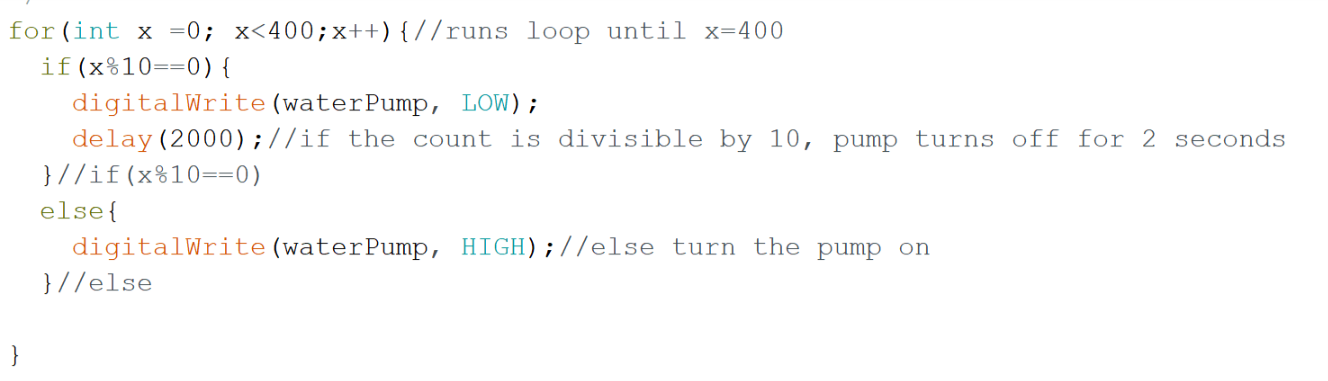 for(int x =0; x<400;x++){//runs loop until x=400
if(x%10==0){
digitalWrite(waterPump, LOW);
delay(2000);//if the count is divisible by 10, pump turns off for 2 seconds
}//if(x%10==0)
else{
digitalWrite(waterPump, HIGH);//else turn the pump on
}//else
}